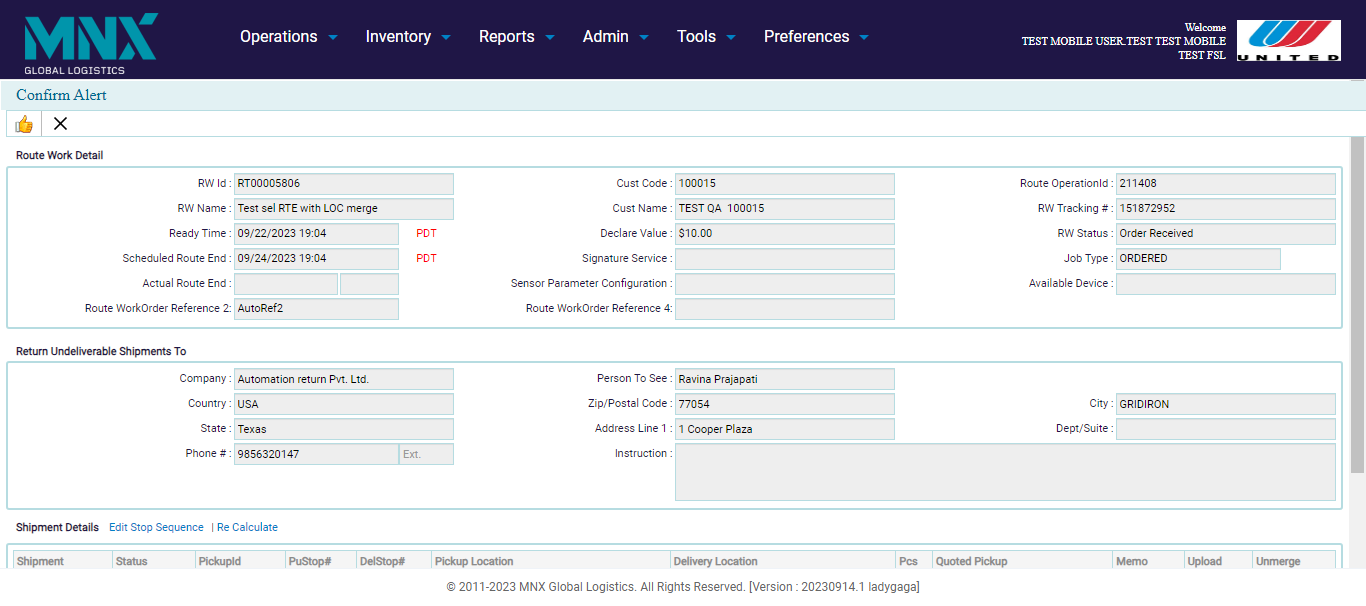 MNX
GLOBAL LOGISTICS
Operations Inventory Reports Admin Tools Preferences
Welcome
TEST MOBILE USER.TEST TEST MOBILE
TEST FSL
UNITED
Confirm Alert
Route Work Detail
RW Id : RT00005806 Cust Code : 100015 Route OperationId : 211408
RW Name : Test sel RTE with LOC merge Cust Name : TEST QA 100015 RW Tracking # : 151872952
Ready Time : 09/22/2023 19:04 PDT Declare Value : $10.00 RW Status : Order Received
Scheduled Route End : 09/24/2023 19:04 PDT Signature Service : Job Type : ORDERED
Actual Route End : Sensor Parameter Configuration : Available Device :
Route WorkOrder Reference 2: AutoRef2 Route WorkOrder Reference 4:
Return Undeliverable Shipments To
Company : Automation return Pvt. Ltd. Person To See : Ravina Prajapati
Country : USA Zip/Postal Code : 77054 City : GRIDIRON
State : Texas Address Line 1 : 1 Cooper Plaza Dept/Suite :
Phone # : 9856320147 Ext. Instruction :
Shipment Details Edit Stop Sequence | Re Calculate
Shipment Status PickupId PuStop# DelStop# Pickup Location Delivery Location Pcs Quoted Pickup Memo Upload Unmerge
© 2011-2023 MNX Global Logistics. All Rights Reserved. [Version : 20230914.1 ladygaga]